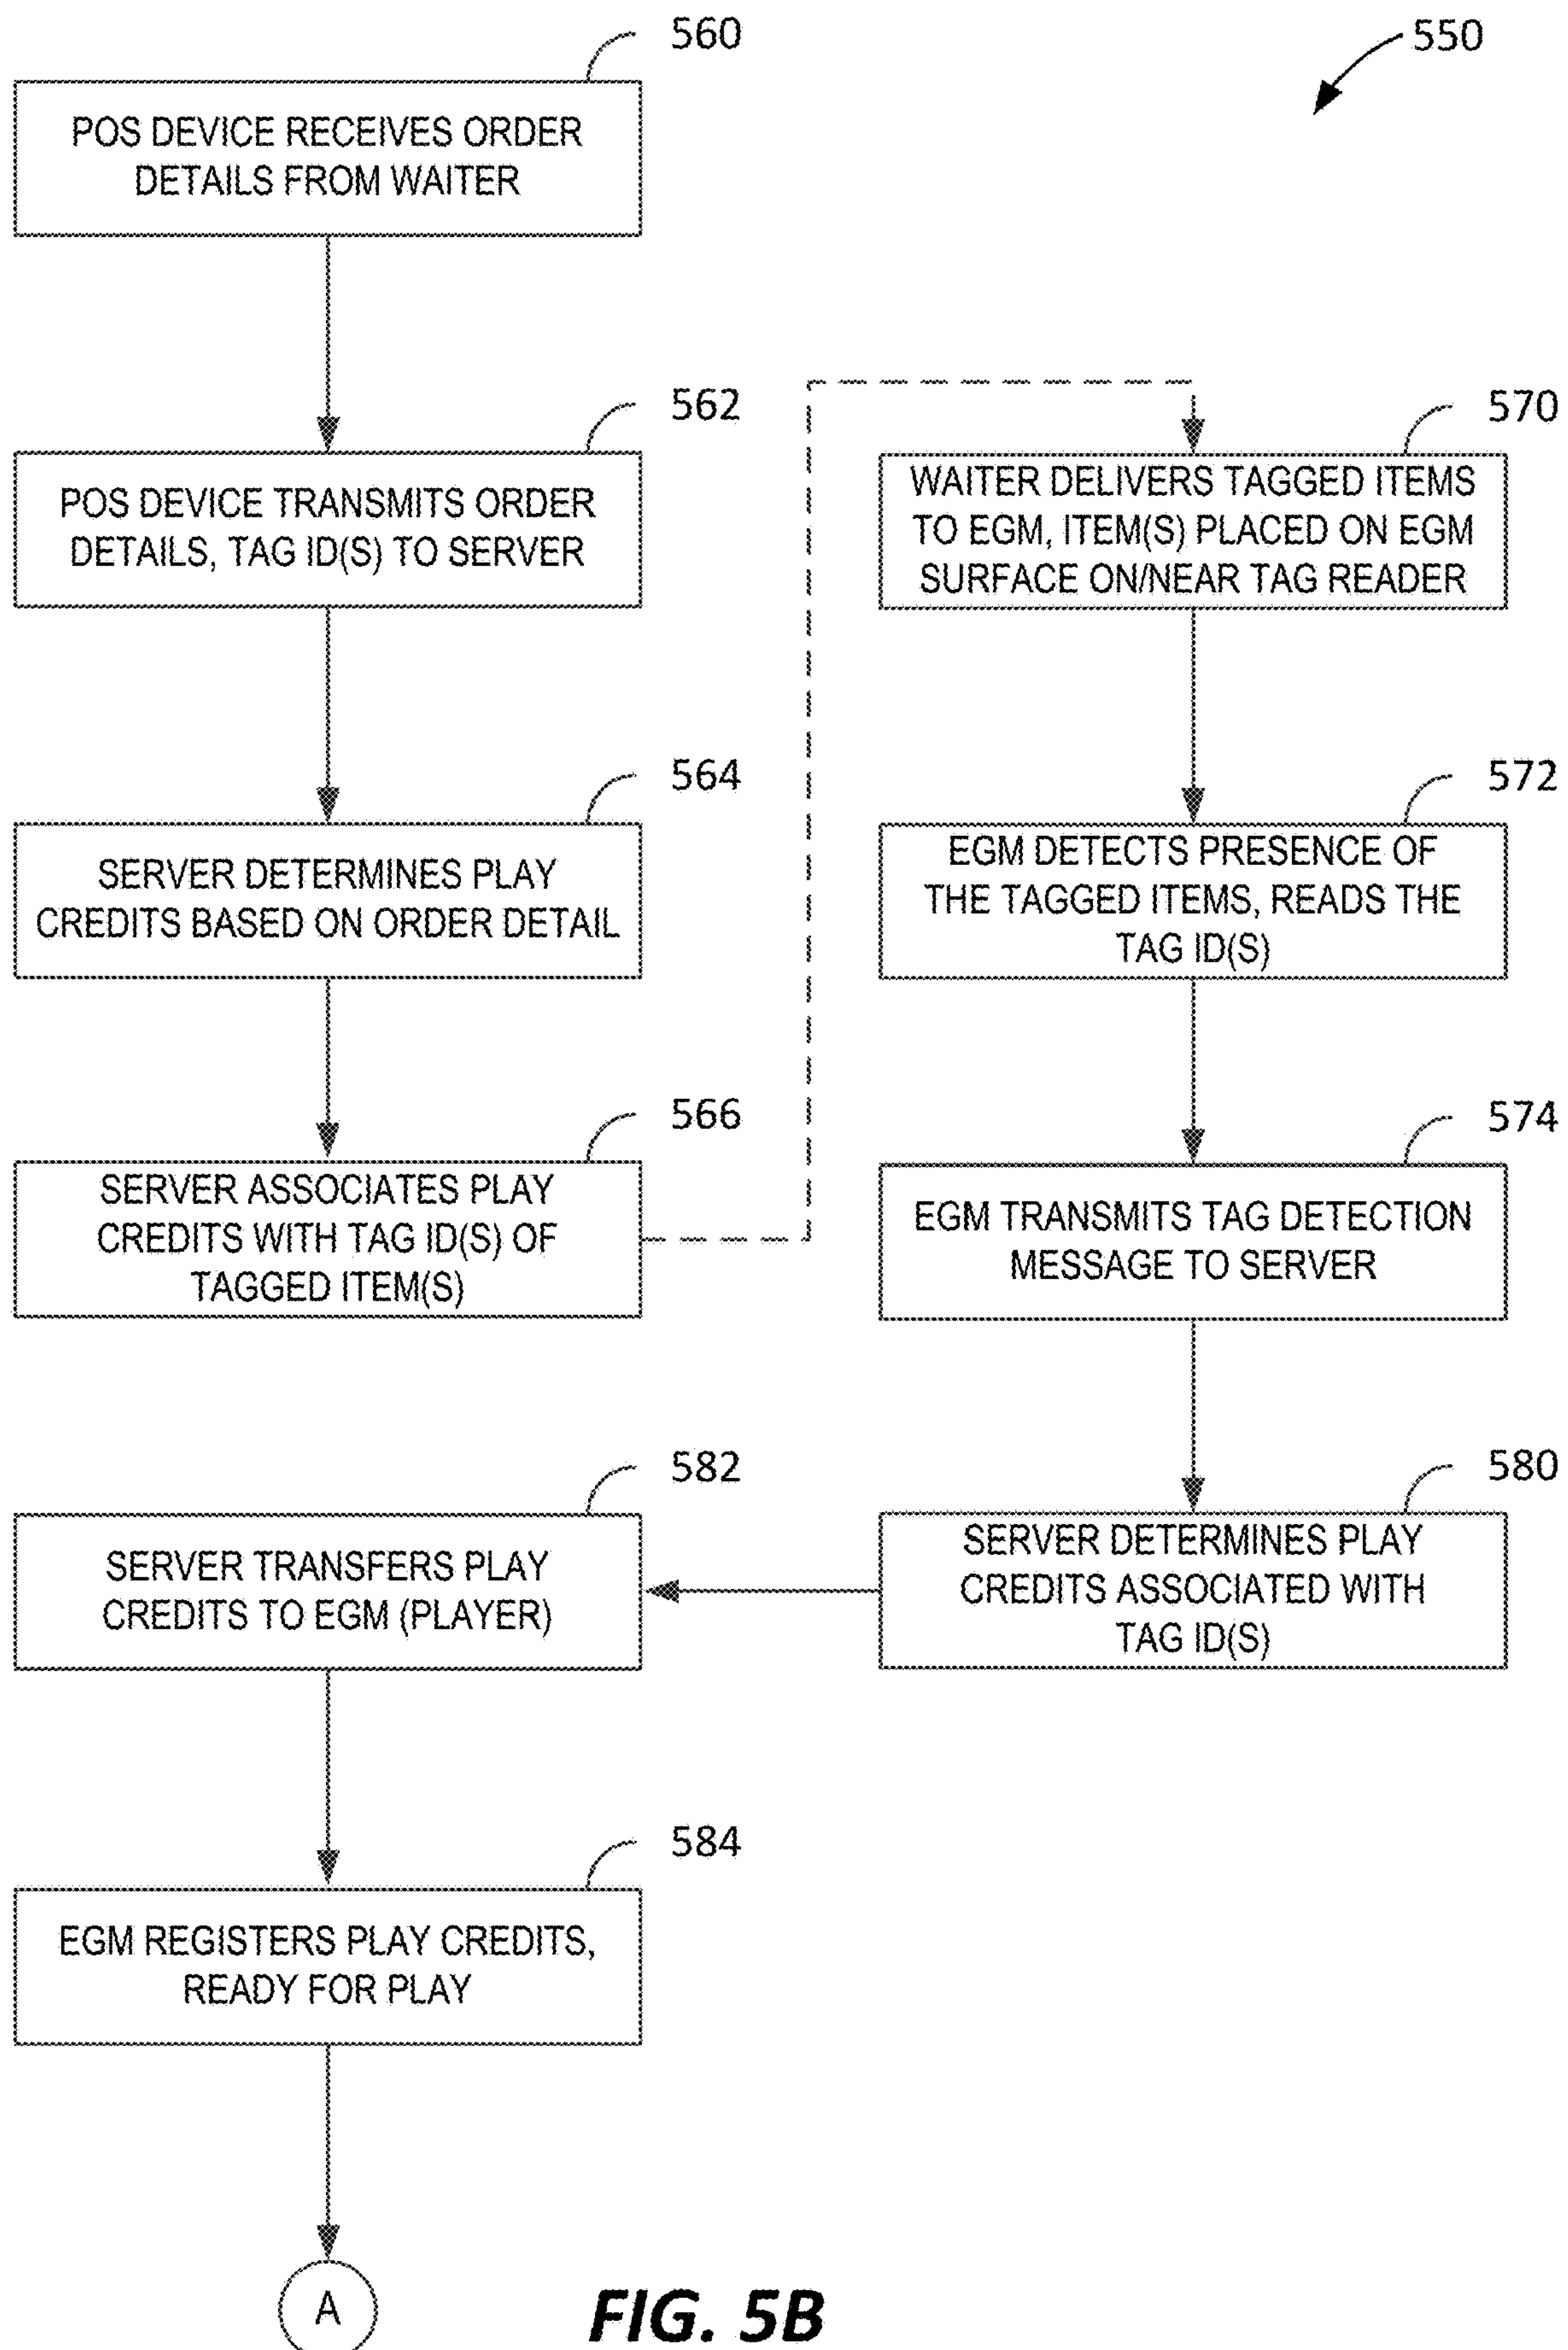 550
560
POS DEVICE RECEIVES ORDER
DETAILS FROM WAITER
562
POS DEVICE TRANSMITS ORDER
DETAILS, TAG ID(S) TO SERVER
564
SERVER DETERMINES PLAY
CREDITS BASED ON ORDER DETAIL
566
SERVER ASSOCIATES PLAY
CREDITS WITH TAG ID(S) OF
TAGGED ITEM(S)
570
WAITER DELIVERS TAGGED ITEMS
TO EGM, ITEM(S) PLACED ON EGM
SURFACE ON/NEAR TAG READER
572
EGM DETECTS PRESENCE OF
THE TAGGED ITEMS, READS THE
TAG ID(S)
574
EGM TRANSMITS TAG DETECTION
MESSAGE TO SERVER
580
SERVER DETERMINES PLAY
CREDITS ASSOCIATED WITH
TAG ID(S)
582
SERVER TRANSFERS PLAY
CREDITS TO EGM (PLAYER)
584
EGM REGISTERS PLAY CREDITS,
READY FOR PLAY
A
FIG. 5B